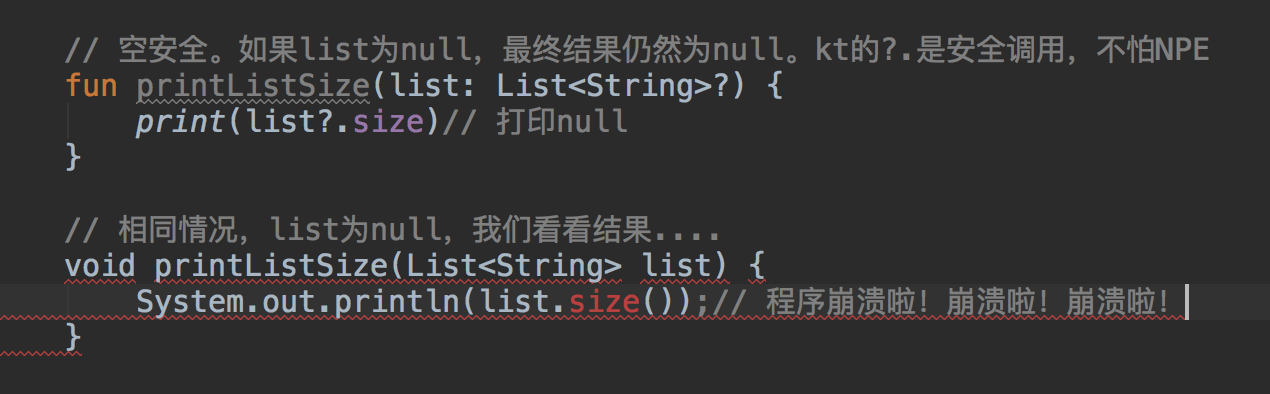 // 空安全。如果list为null，最终结果仍然为null。kt的?.是安全调用，不怕NPE
fun printListSize(list: List<String>?) {
    print(list?.size)// 打印null
}
// 相同情况，list为null，我们看看结果....
void printListSize(List<String> list) {
    System.out.println(list.size());// 程序崩溃啦！崩溃啦！崩溃啦！
}